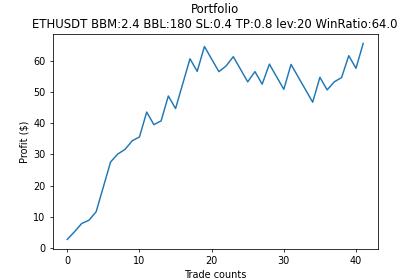 Portfolio
ETHUSDT BBM:2.4 BBL:180 SL:0.4 TP:0.8 lev:20 WinRatio:64.0
60
50
40
30
20
10
0
Profit ($)
0 10 20 30 40
Trade counts